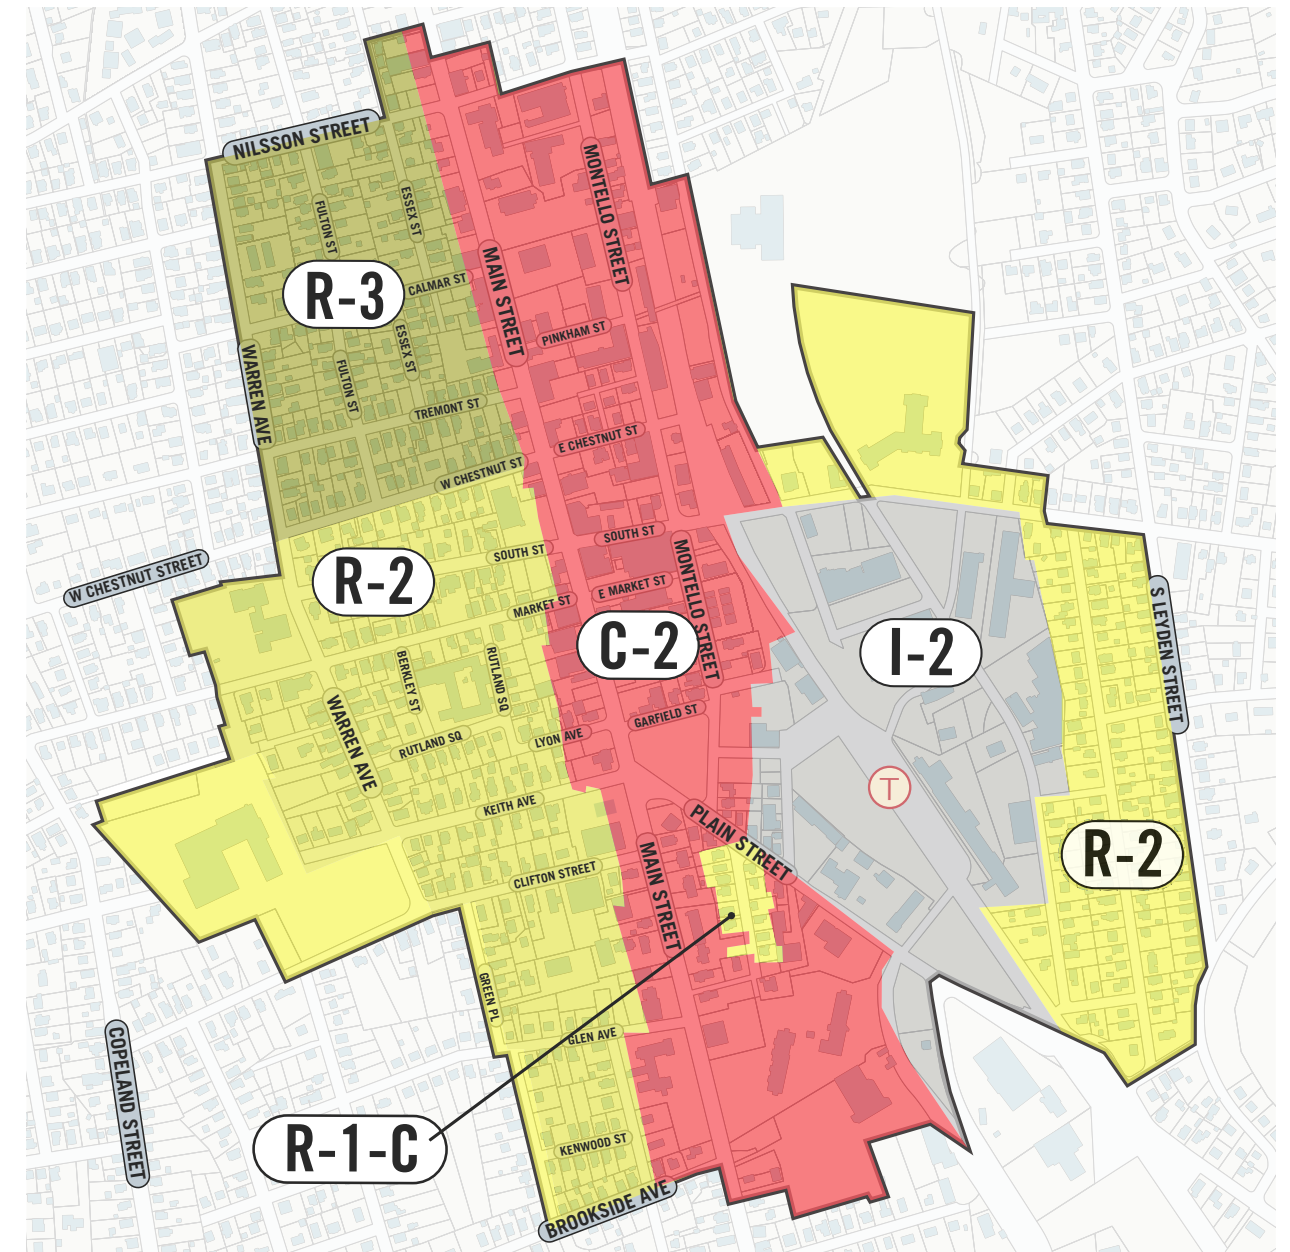 NILSSON STREET
ESSEX ST
FULTON ST
MONTELLO STREET
R-3
CALMAR ST
MAIN STREET
PINKHAM ST
ESSEX ST
WARREN AVE
FULTON ST
TREMONT ST
E CHESTNUT ST
W CHESTNUT ST
SOUTH ST
SOUTH ST
W CHESTNUT STREET
R-2
E MARKET ST
MONTELLO STREET
MARKET ST
C-2
I-2
S LEYDEN STREET
BERKLEY ST
RUTLAND SQ
GARFIELD ST
WARREN AVE
RUTLAND SQ
LYON AVE
T
KEITH AVE
PLAIN STREET
R-2
CLIFTON STREET
MAIN STREET
GREEN PL
GLEN AVE
COPELAND STREET
R-1-C
KENWOOD ST
BROOKSIDE AVE